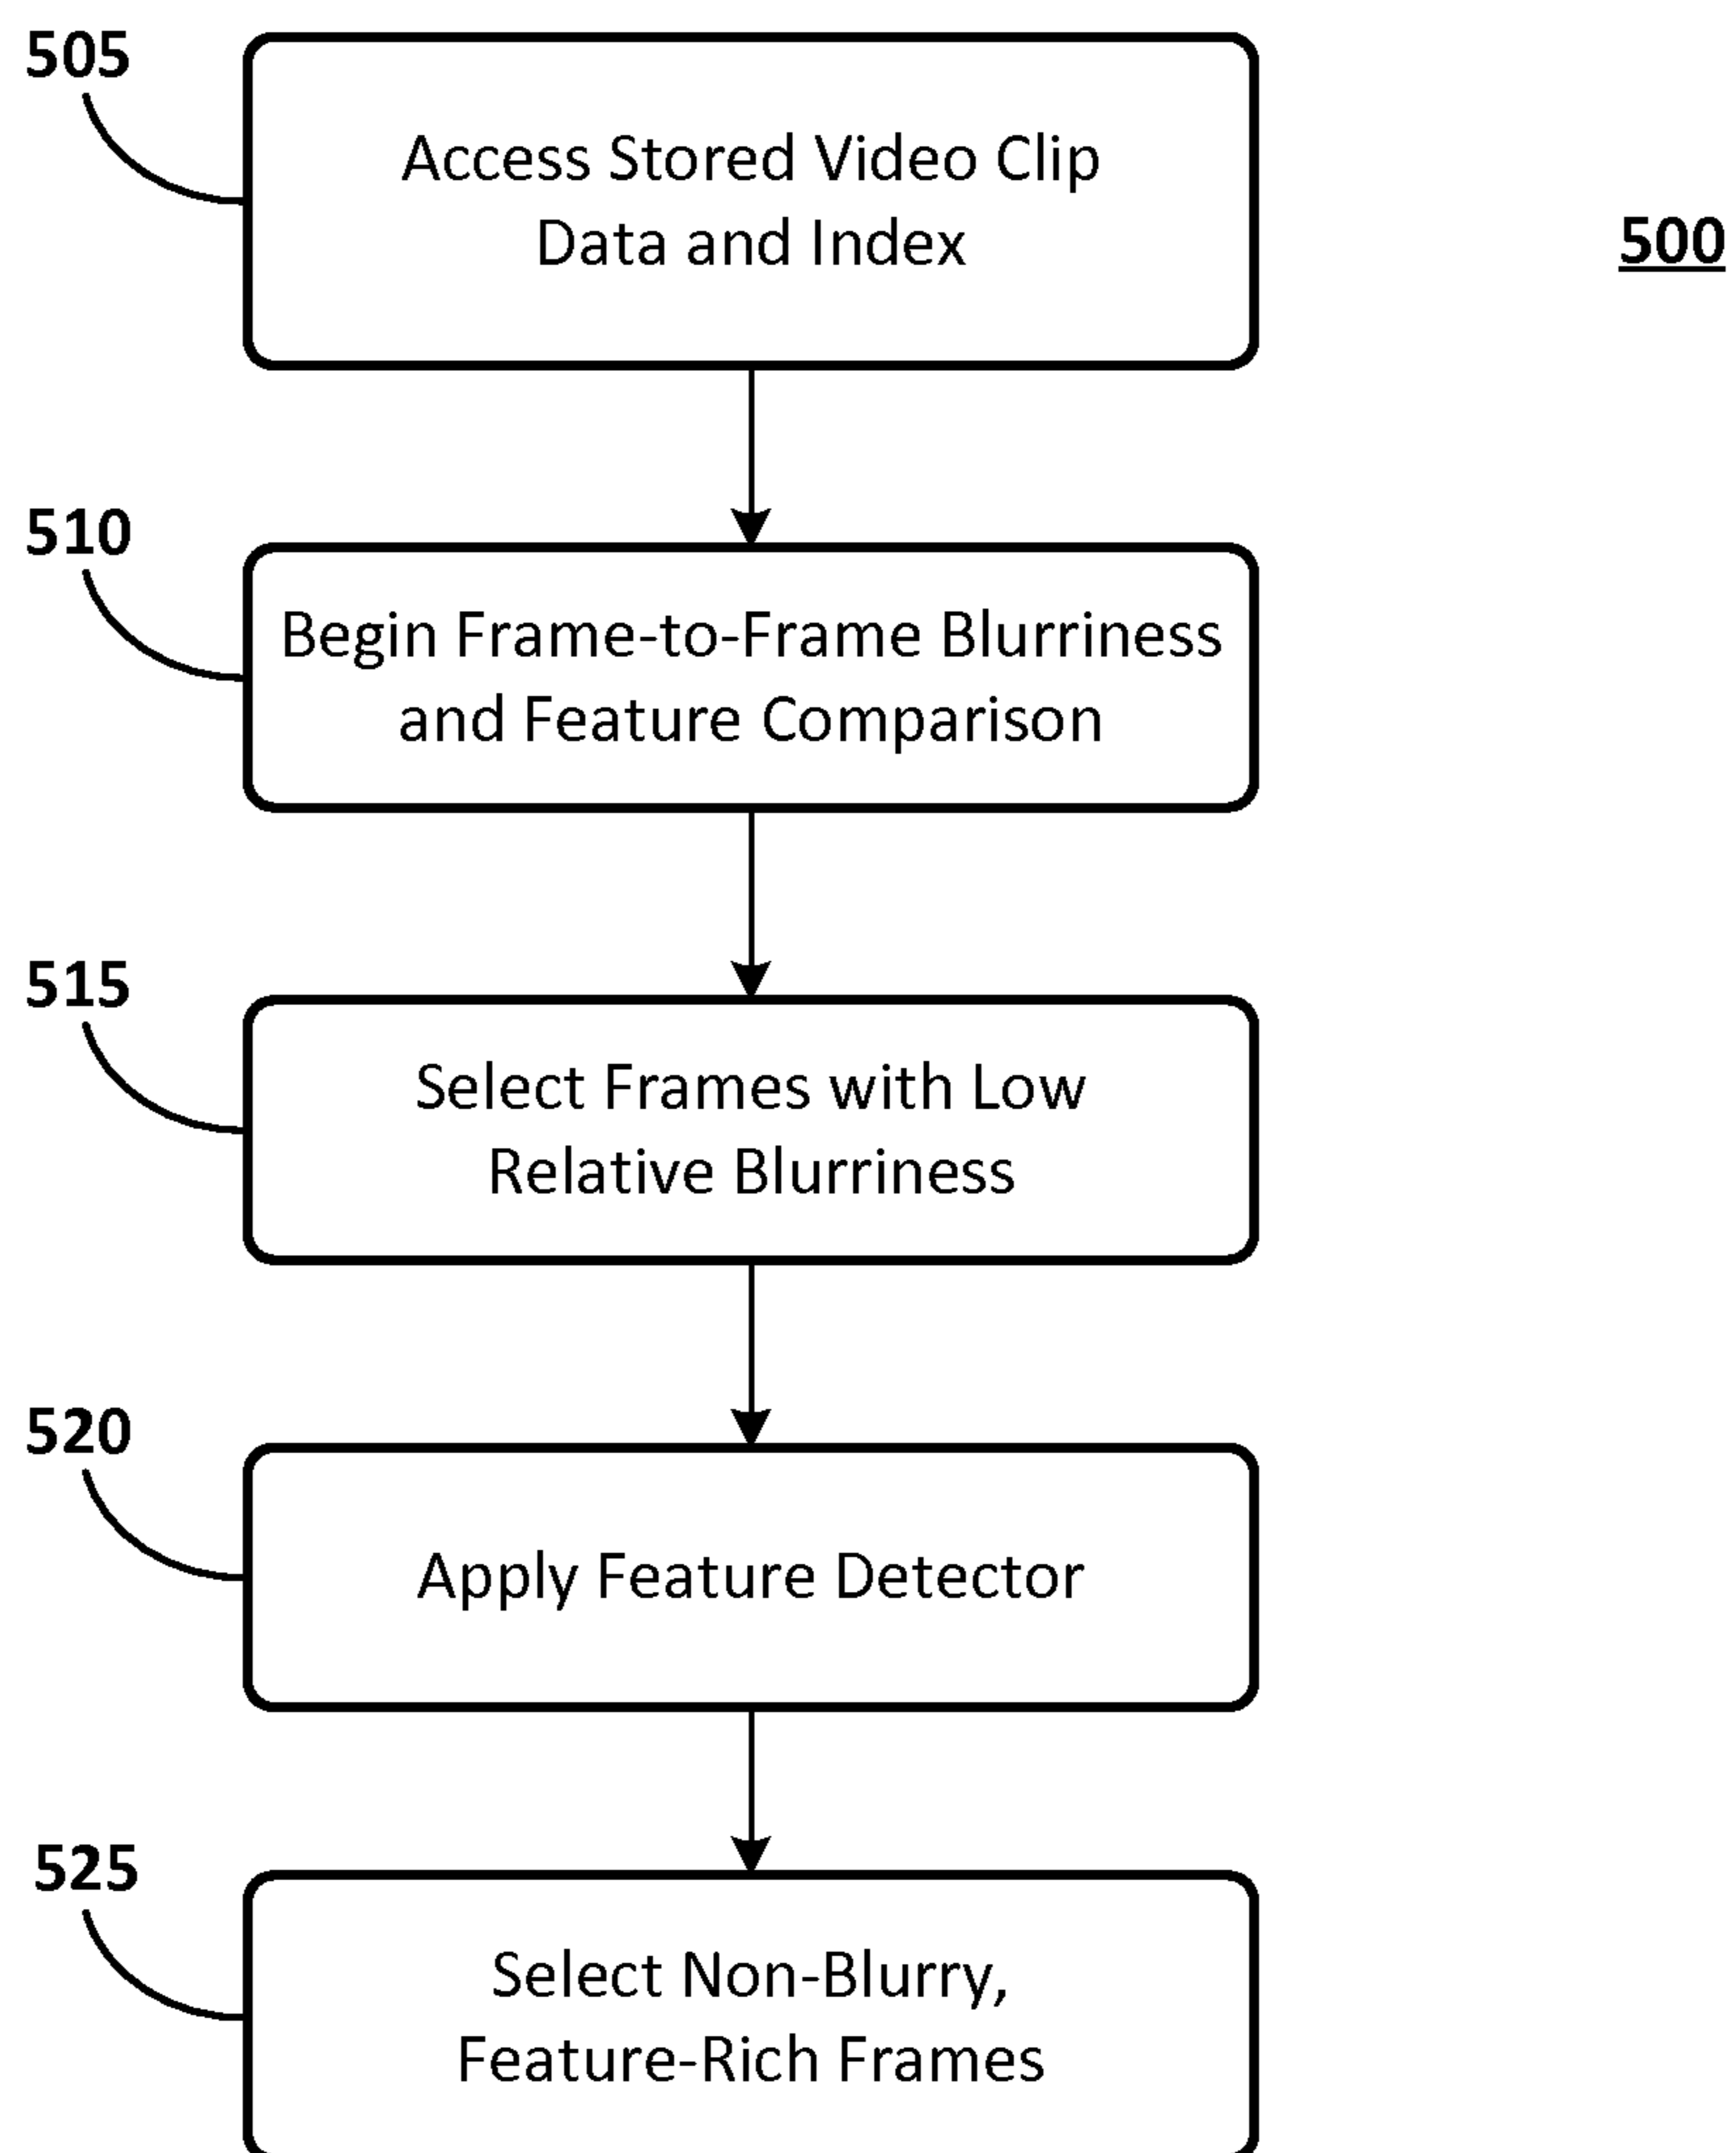 505
Access Stored Video Clip
Data and Index
500
510
Begin Frame-to-Frame Blurriness
and Feature Comparison
515
Select Frames with Low
Relative Blurriness
520
Apply Feature Detector
525
Select Non-Blurry,
Feature-Rich Frames